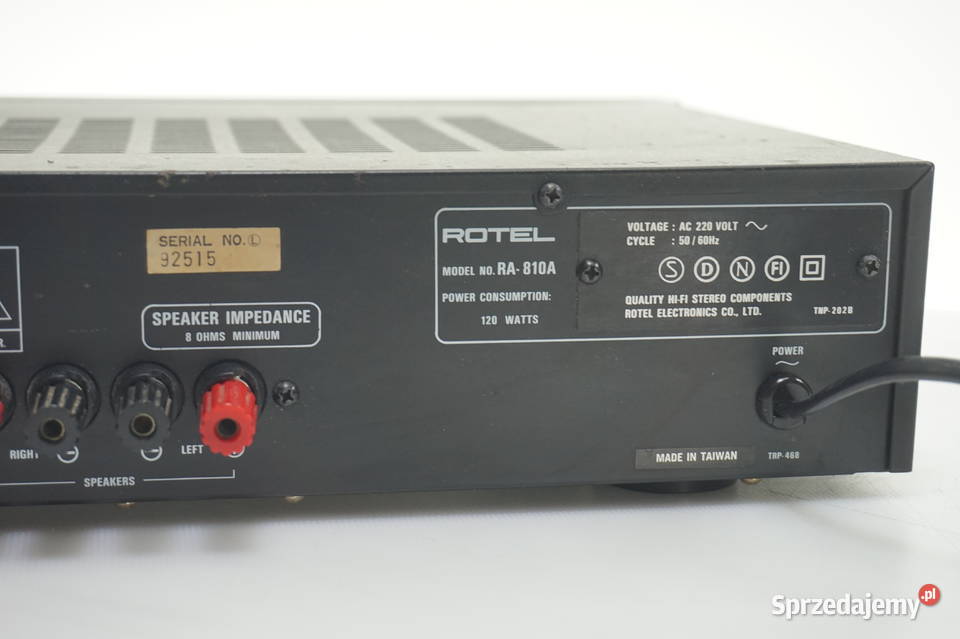 SERIAL NO. Ⓛ
92515
SPEAKER IMPEDANCE
8 OHMS MINIMUM
R.
RIGHT
LEFT
SPEAKERS
ROTEL
MODEL NO. RA-810A
POWER CONSUMPTION:
120 WATTS
VOLTAGE : AC 220 VOLT ～
CYCLE : 50/60Hz
S D N FI
QUALITY HI-FI STEREO COMPONENTS
ROTEL ELECTRONICS CO., LTD.
TNP-202B
POWER
～
MADE IN TAIWAN
TRP-468
Sprzedajemy.pl